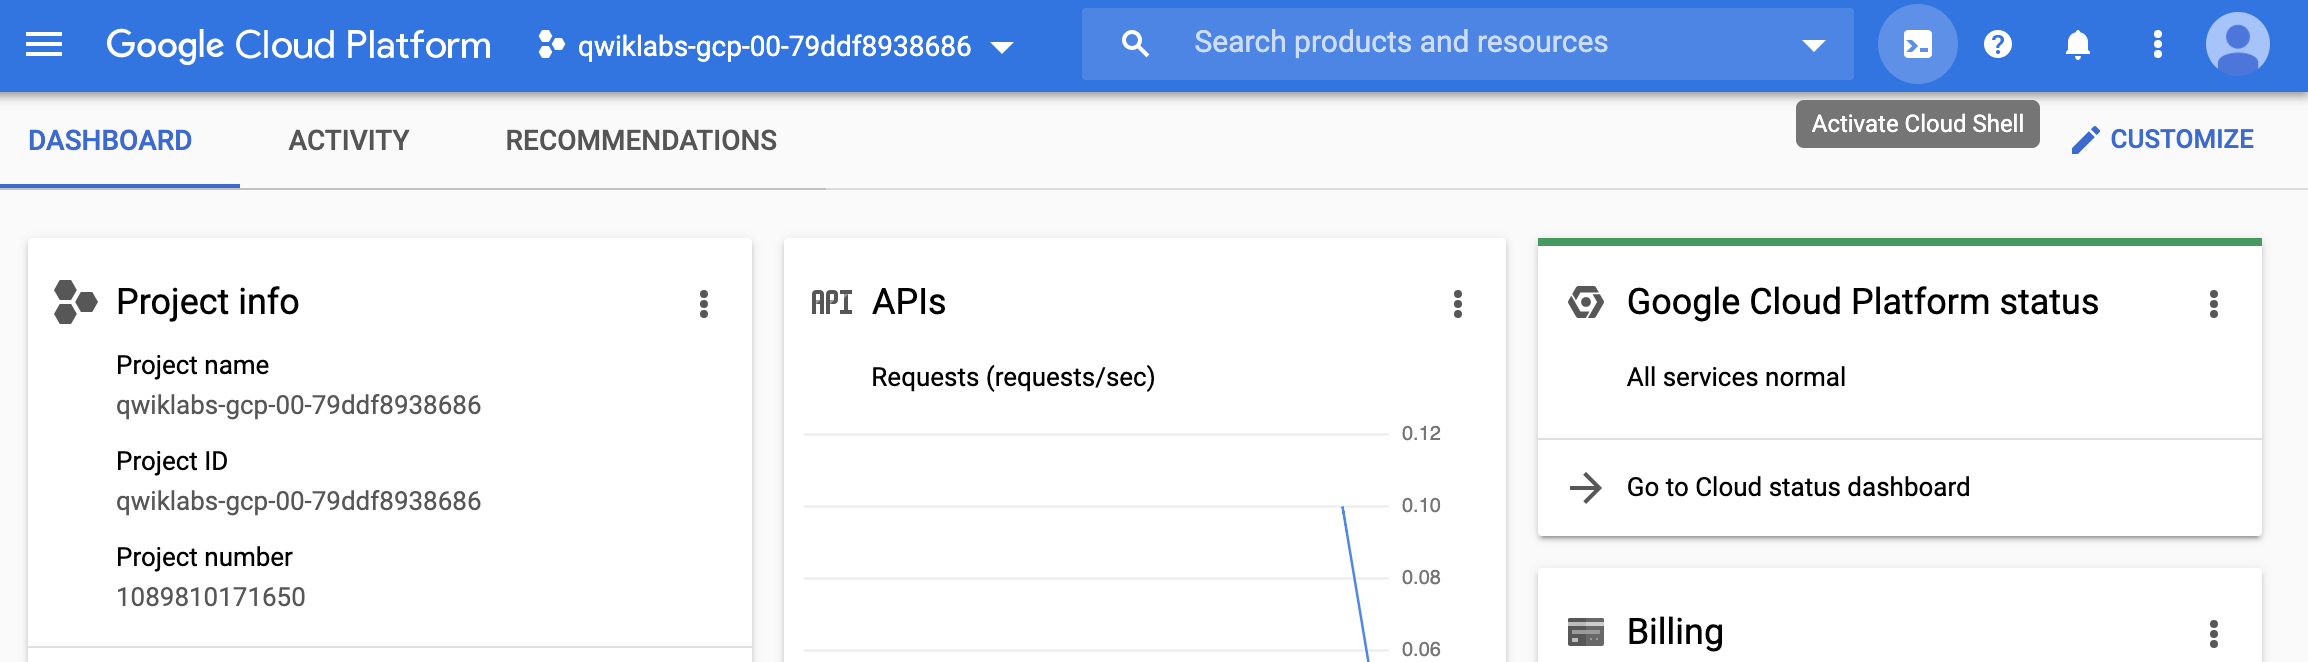 Google Cloud Platform
qwiklabs-gcp-00-79ddf8938686
Search products and resources
Activate Cloud Shell
DASHBOARD
ACTIVITY
RECOMMENDATIONS
CUSTOMIZE
Project info
Project name
qwiklabs-gcp-00-79ddf8938686
Project ID
qwiklabs-gcp-00-79ddf8938686
Project number
1089810171650
API APIs
Requests (requests/sec)
0.12
0.10
0.08
0.06
Google Cloud Platform status
All services normal
Go to Cloud status dashboard
Billing